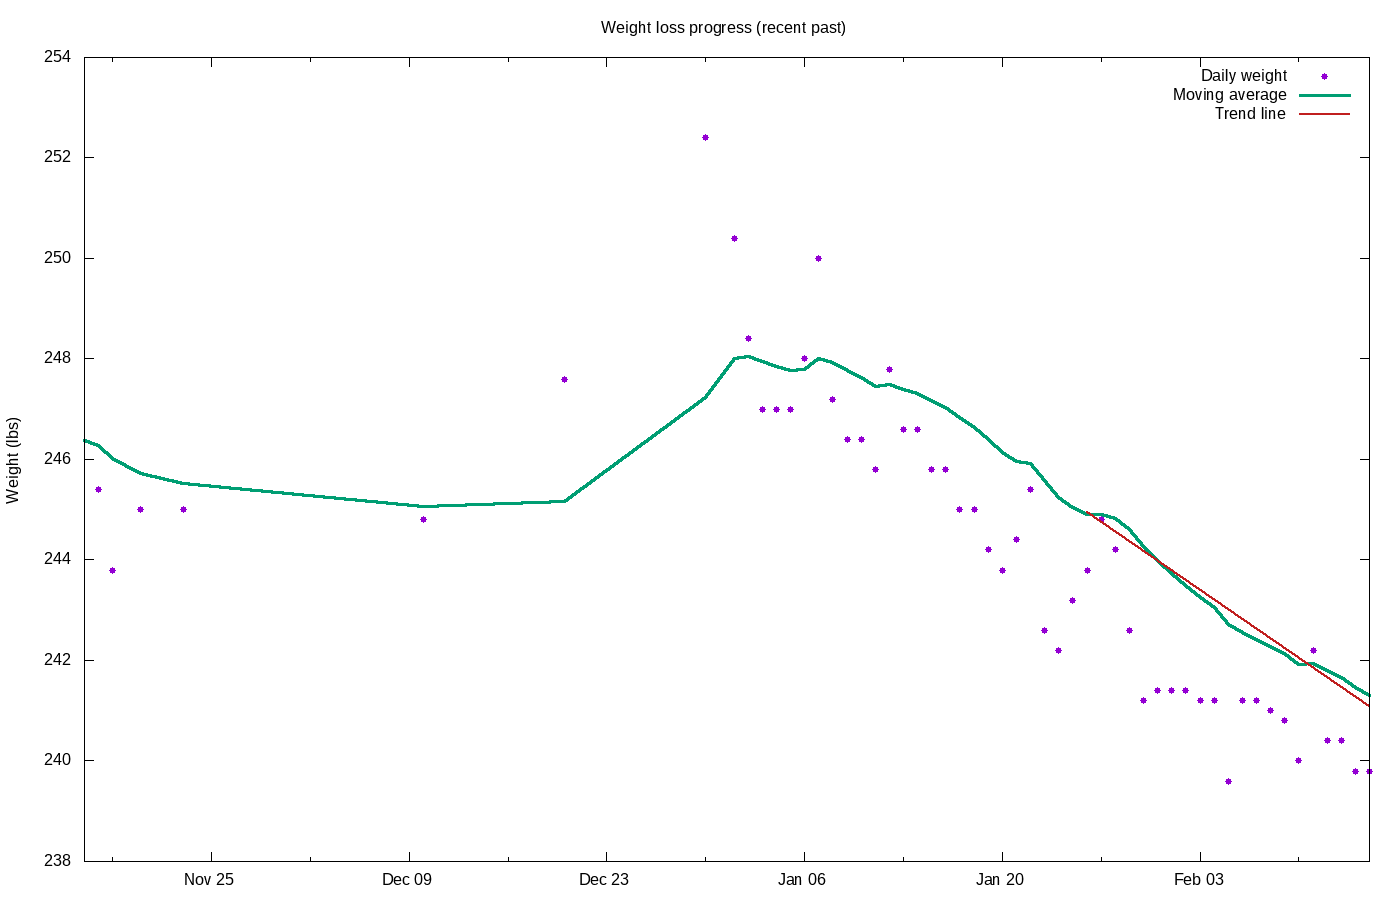 Weight loss progress (recent past)
254
252
250
248
246
244
242
240
238
Weight (lbs)
Daily weight
Moving average
Trend line
Nov 25 Dec 09 Dec 23 Jan 06 Jan 20 Feb 03